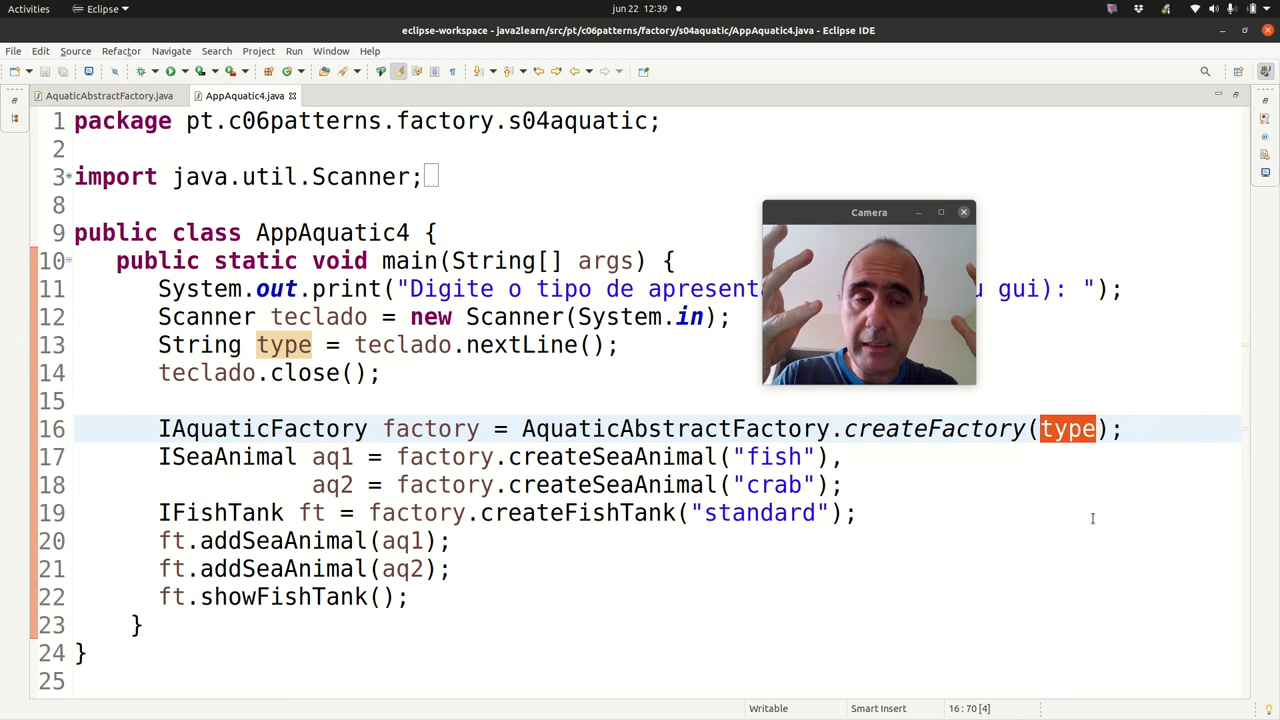 Activities
Eclipse
jun 22 12:39
eclipse-workspace - java2learn/src/pt/c06patterns/factory/s04aquatic/AppAquatic4.java - Eclipse IDE
File Edit Source Refactor Navigate Search Project Run Window Help
AquaticAbstractFactory.java
AppAquatic4.java
1 package pt.c06patterns.factory.s04aquatic;
2
3 import java.util.Scanner;
8
9 public class AppAquatic4 {
10 public static void main(String[] args) {
11 System.out.print("Digite o tipo de apresenta u gui): ");
12 Scanner teclado = new Scanner(System.in);
13 String type = teclado.nextLine();
14 teclado.close();
15
16 IAquaticFactory factory = AquaticAbstractFactory.createFactory(type);
17 ISeaAnimal aq1 = factory.createSeaAnimal("fish"),
18 aq2 = factory.createSeaAnimal("crab");
19 IFishTank ft = factory.createFishTank("standard");
20 ft.addSeaAnimal(aq1);
21 ft.addSeaAnimal(aq2);
22 ft.showFishTank();
23 }
24 }
25
Camera
Writable
Smart Insert
16 : 70 [4]